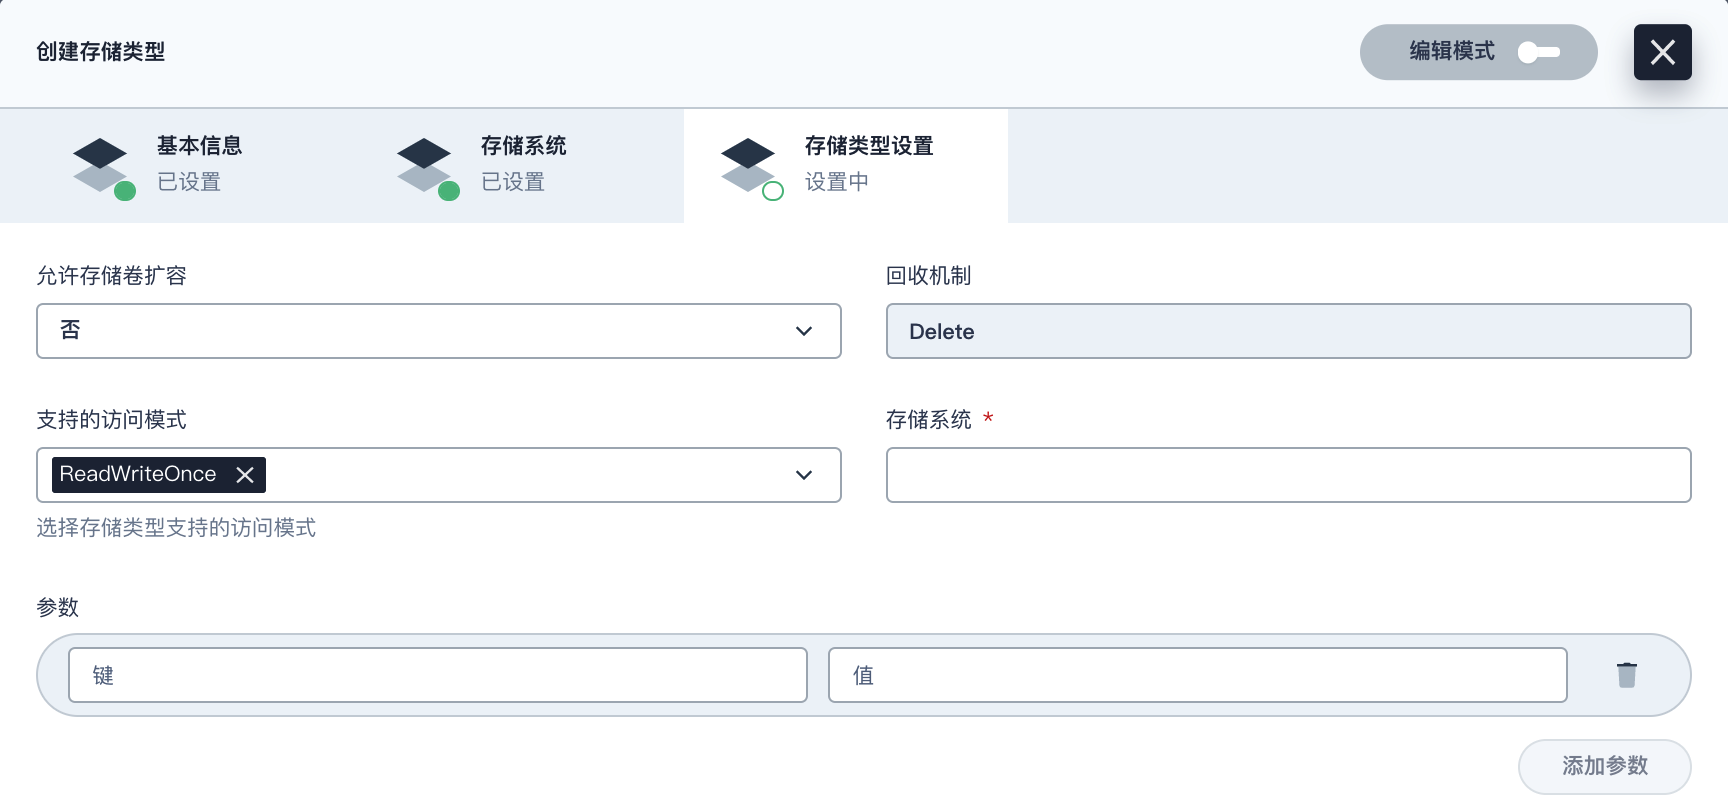 创建存储类型
编辑模式
基本信息
已设置
存储系统
已设置
存储类型设置
设置中
允许存储卷扩容
回收机制
否
Delete
支持的访问模式
存储系统 *
ReadWriteOnce
选择存储类型支持的访问模式
参数
键
值
添加参数